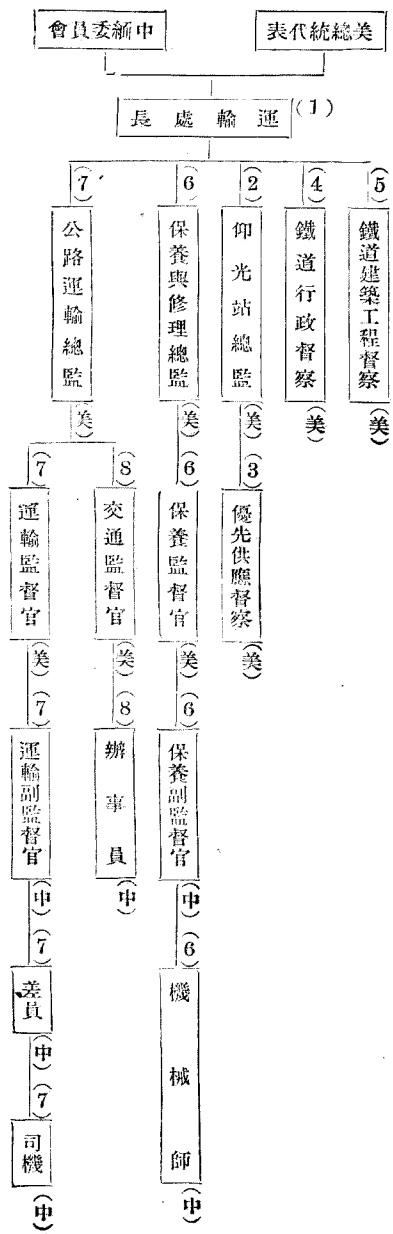 美總統代表
中緬委員會
運輸處長
(1)
(5)
鐵道建築工程督察
(美)
(4)
鐵道行政督察
(美)
(2)
仰光站總監
(美)
(3)
優先供應督察
(美)
(6)
保養與修理總監
(美)
(6)
保養監督官
(美)
(6)
保養副監督官
(中)
(6)
機械師
(中)
(7)
公路運輸總監
(美)
(8)
交通監督官
(美)
(8)
辦事員
(中)
(7)
運輸監督官
(美)
(7)
運輸副監督官
(中)
(7)
差員
(中)
(7)
司機
(中)